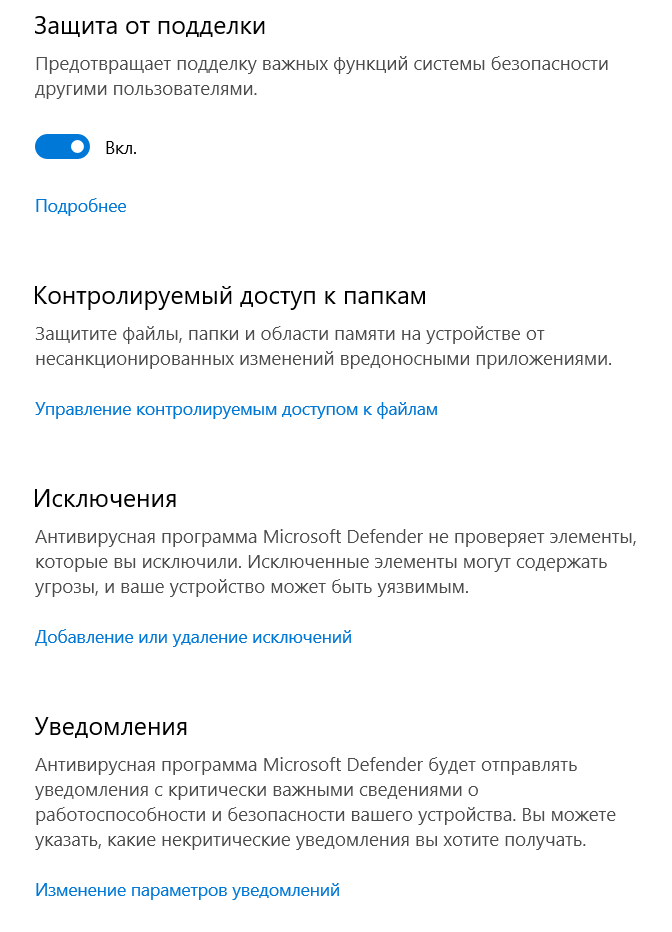 Защита от подделки
Предотвращает подделку важных функций системы безопасности
другими пользователями.
Вкл.
Подробнее
Контролируемый доступ к папкам
Защитите файлы, папки и области памяти на устройстве от
несанкционированных изменений вредоносными приложениями.
Управление контролируемым доступом к файлам
Исключения
Антивирусная программа Microsoft Defender не проверяет элементы,
которые вы исключили. Исключенные элементы могут содержать
угрозы, и ваше устройство может быть уязвимым.
Добавление или удаление исключений
Уведомления
Антивирусная программа Microsoft Defender будет отправлять
уведомления с критически важными сведениями о
работоспособности и безопасности вашего устройства. Вы можете
указать, какие некритические уведомления вы хотите получать.
Изменение параметров уведомлений